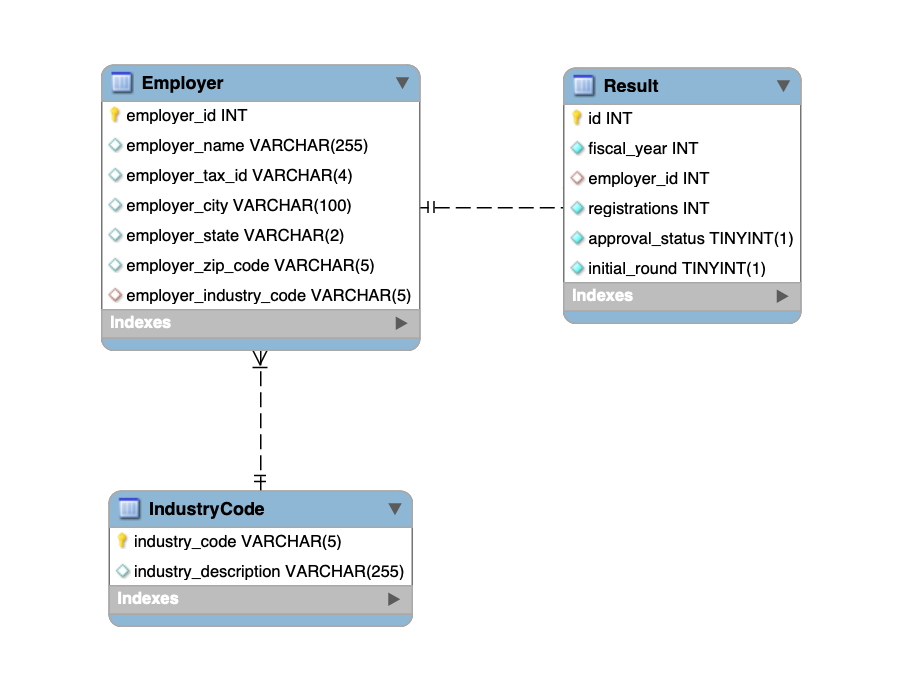 Employer
employer_id INT
employer_name VARCHAR(255)
employer_tax_id VARCHAR(4)
employer_city VARCHAR(100)
employer_state VARCHAR(2)
employer_zip_code VARCHAR(5)
employer_industry_code VARCHAR(5)
Indexes
Result
id INT
fiscal_year INT
employer_id INT
registrations INT
approval_status TINYINT(1)
initial_round TINYINT(1)
Indexes
IndustryCode
industry_code VARCHAR(5)
industry_description VARCHAR(255)
Indexes